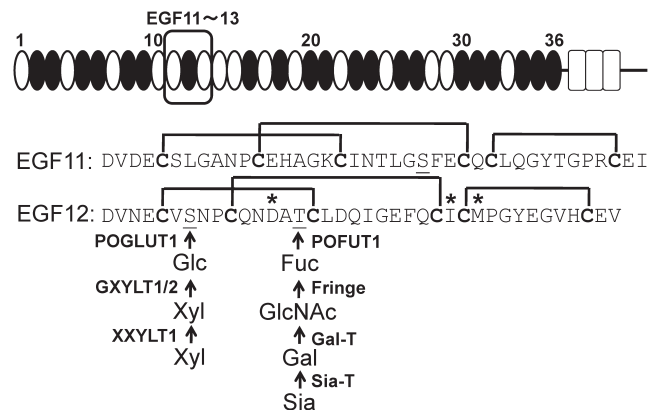 EGF11～13
1 10 20 30 36
EGF11: DVDECSLGANPCEHAGKCINTLGSFECQCLQGYTGPRCEI
* * *
EGF12: DVNECVSNPCQNDATCLDQIGEFQCICMPGYEGVHCEV
POGLUT1 POFUT1
Glc Fuc
GXYLT1/2 Fringe
Xyl GlcNAc
XXYLT1 Gal-T
Xyl Gal
Sia-T
Sia